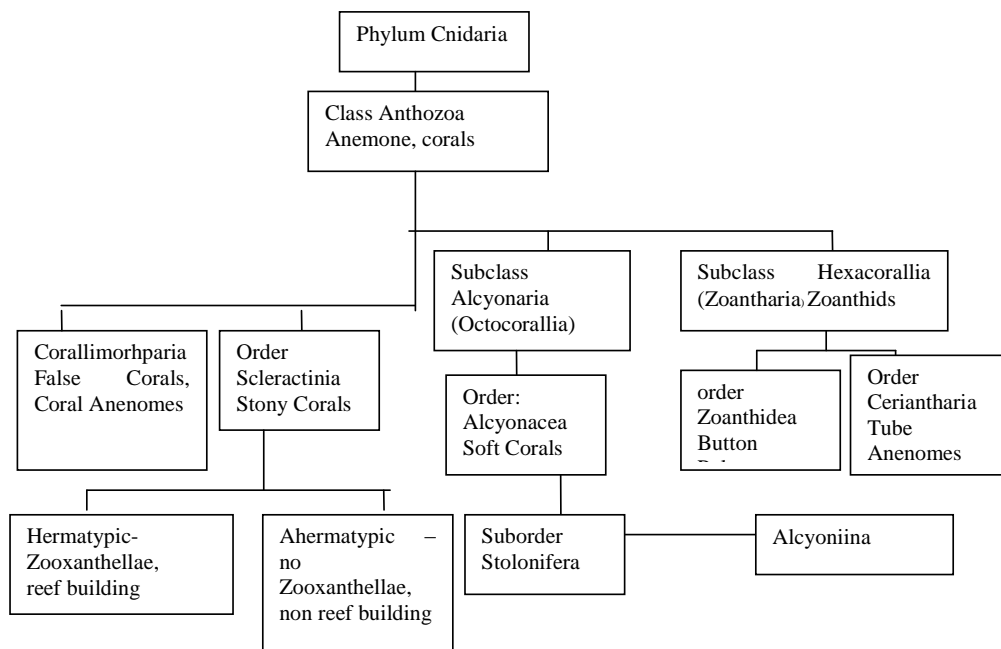 Phylum Cnidaria
Class Anthozoa
Anemone, corals
Subclass
Alcyonaria
(Octocorallia)
Subclass Hexacorallia
(Zoantharia) Zoanthids
Corallimorhparia
False Corals,
Coral Anenomes
Order
Scleractinia
Stony Corals
Order:
Alcyonacea
Soft Corals
order
Zoanthidea
Button
Order
Ceriantharia
Tube
Anenomes
Hermatypic-
Zooxanthellae,
reef building
Ahermatypic –
no
Zooxanthellae,
non reef building
Suborder
Stolonifera
Alcyoniina